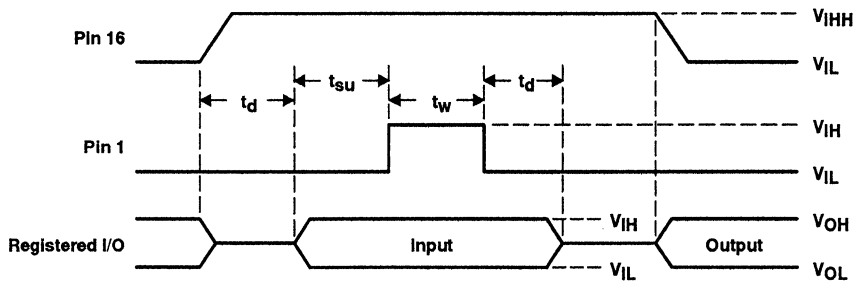 Pin 16
VIHH
VIL
td
tsu
tw
td
Pin 1
VIH
VIL
Registered I/O
Input
VIH
VIL
Output
VOH
VOL